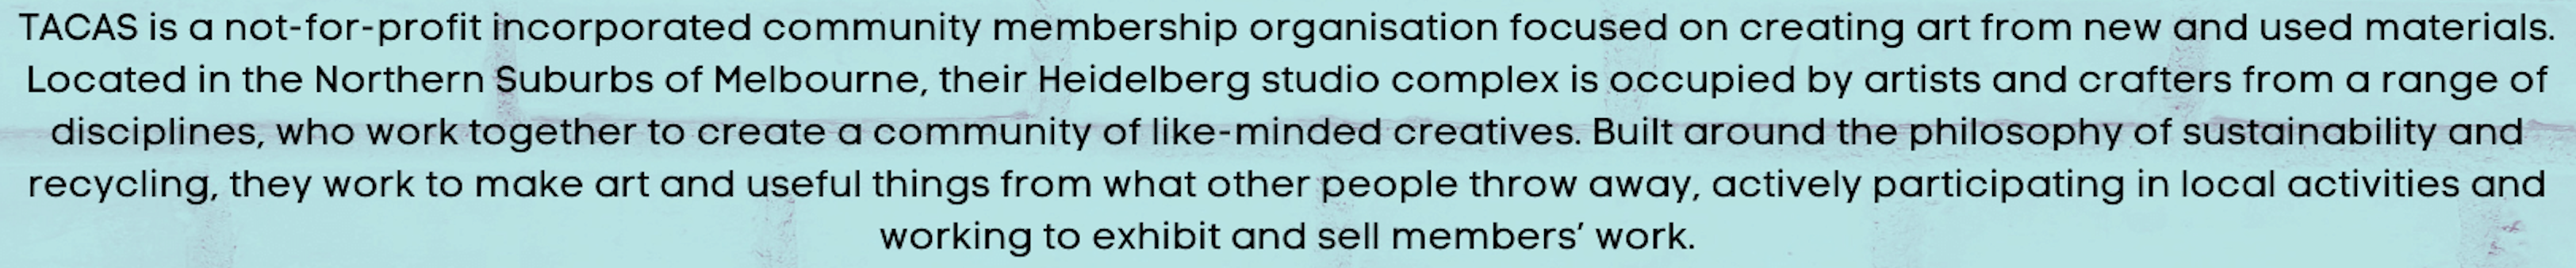 TACAS is a not-for-profit incorporated community membership organisation focused on creating art from new and used materials.
Located in the Northern Suburbs of Melbourne, their Heidelberg studio complex is occupied by artists and crafters from a range of
disciplines, who work together to create a community of like-minded creatives. Built around the philosophy of sustainability and
recycling, they work to make art and useful things from what other people throw away, actively participating in local activities and
working to exhibit and sell members’ work.